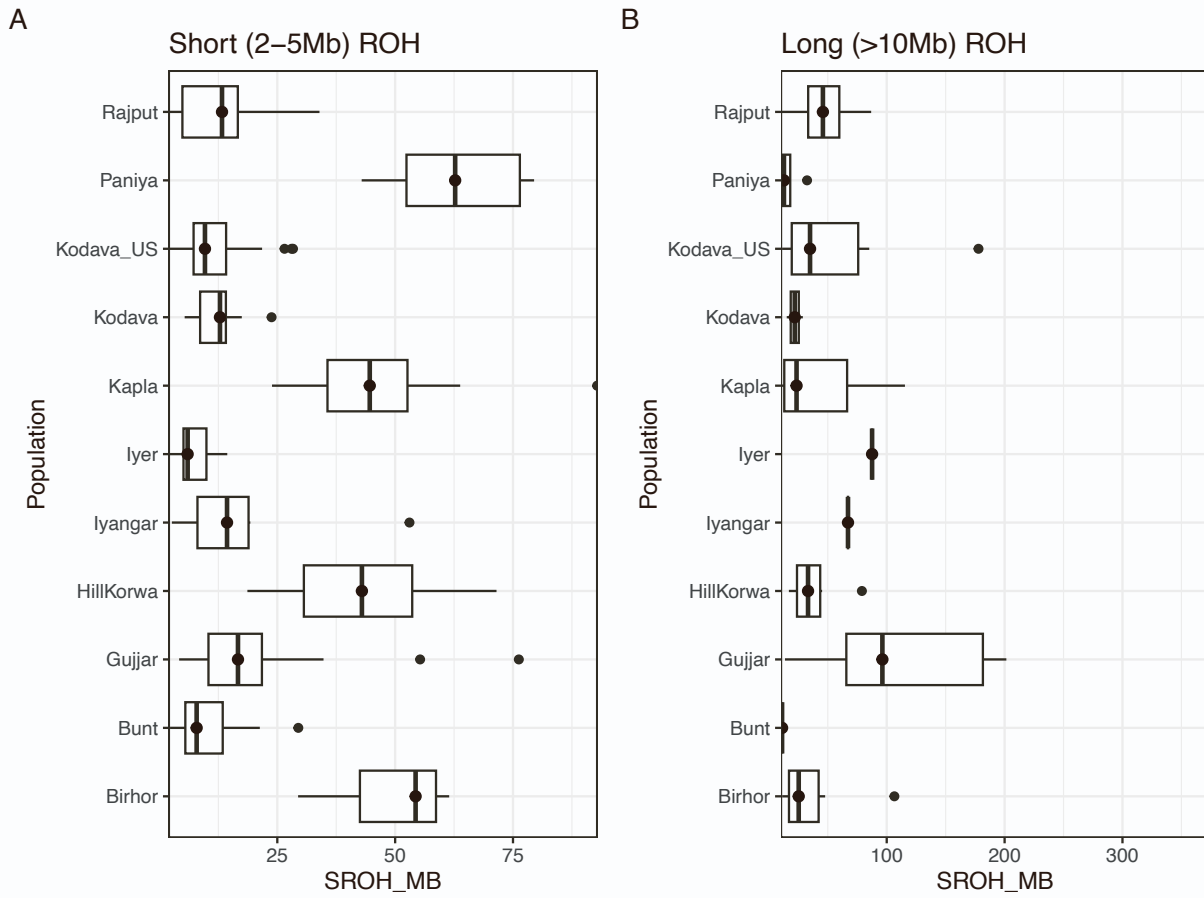 A
Short (2–5Mb) ROH
Population
Rajput
Paniya
Kodava_US
Kodava
Kapla
Iyer
Iyangar
HillKorwa
Gujjar
Bunt
Birhor
25 50 75
SROH_MB
B
Long (>10Mb) ROH
Population
Rajput
Paniya
Kodava_US
Kodava
Kapla
Iyer
Iyangar
HillKorwa
Gujjar
Bunt
Birhor
100 200 300
SROH_MB